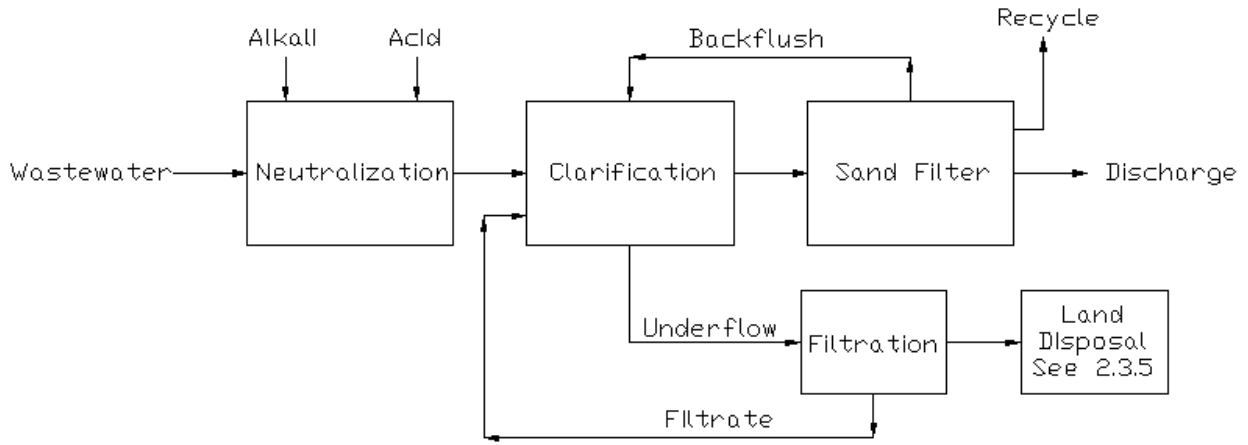 Recycle
Alkali
Acid
Backflush
Wastewater
Neutralization
Clarification
Sand Filter
Discharge
Underflow
Filtration
Land
Disposal
See 2.3.5
Filtrate